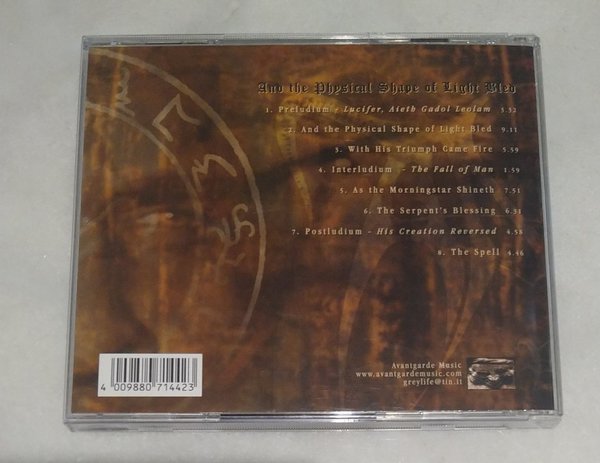 And the Physical Shape of Light Bled
1. Preludium - Lucifer, Aieth Gadol Leolam 5.52
2. And the Physical Shape of Light Bled 9.11
3. With His Triumph Came Fire 5.59
4. Interludium - The Fall of Man 1.59
5. As the Morningstar Shineth 7.51
6. The Serpent's Blessing 6.31
7. Postludium - His Creation Reversed 4.58
8. The Spell 4.46
Avantgarde Music
www.avantgardemusic.com
greylife@tin.it
4 009880 714423